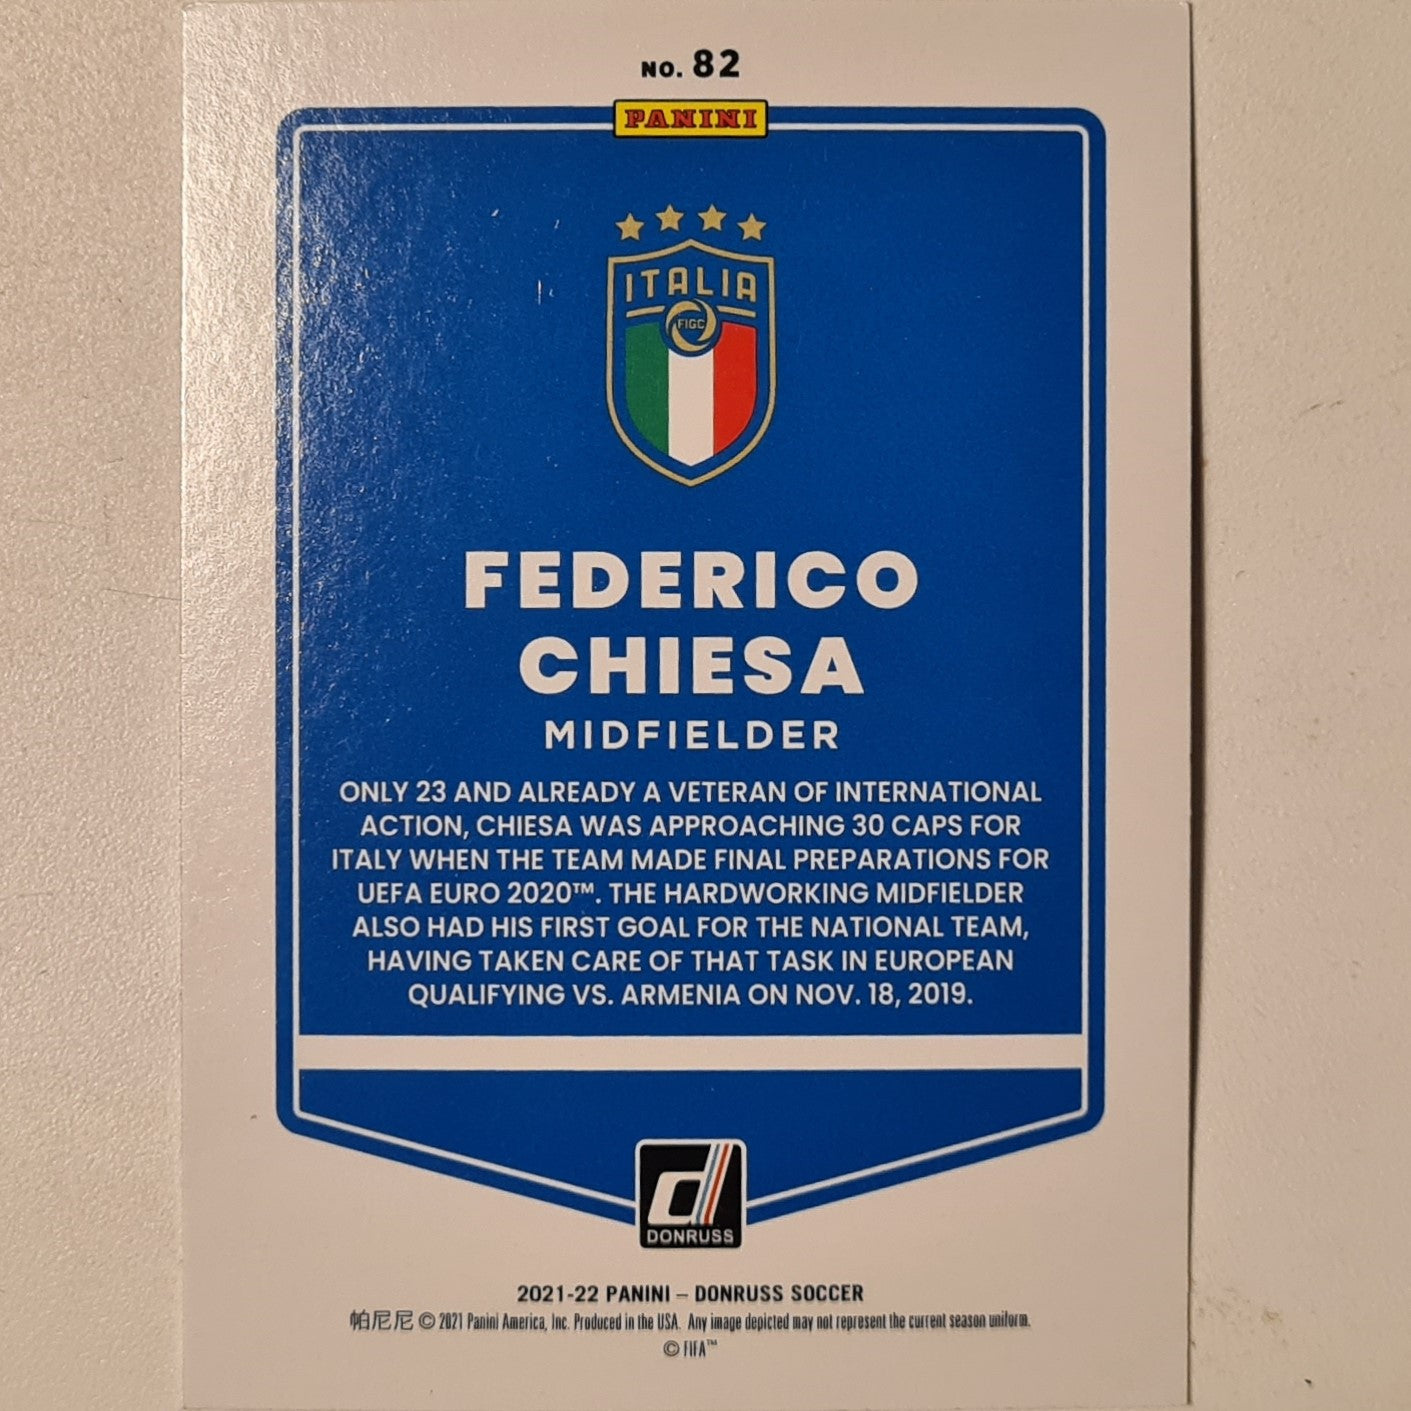 NO. 82
PANINI
ITALIA
FIGC
FEDERICO
CHIESA
MIDFIELDER
ONLY 23 AND ALREADY A VETERAN OF INTERNATIONAL
ACTION, CHIESA WAS APPROACHING 30 CAPS FOR
ITALY WHEN THE TEAM MADE FINAL PREPARATIONS FOR
UEFA EURO 2020™. THE HARDWORKING MIDFIELDER
ALSO HAD HIS FIRST GOAL FOR THE NATIONAL TEAM,
HAVING TAKEN CARE OF THAT TASK IN EUROPEAN
QUALIFYING VS. ARMENIA ON NOV. 18, 2019.
d
DONRUSS
2021-22 PANINI – DONRUSS SOCCER
帕尼尼 © 2021 Panini America, Inc. Produced in the USA. Any image depicted may not represent the current season uniform.
© FIFA™